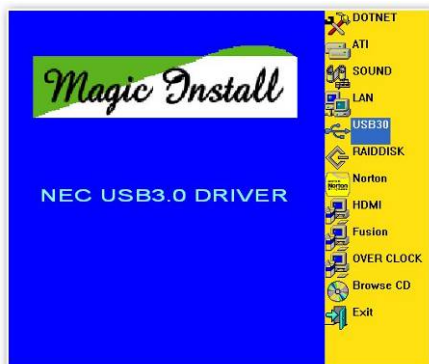 Magic Install
NEC USB3.0 DRIVER
DOTNET
ATI
SOUND
LAN
USB30
RAIDDISK
Norton
Norton
HDMI
Fusion
OVER CLOCK
Browse CD
Exit